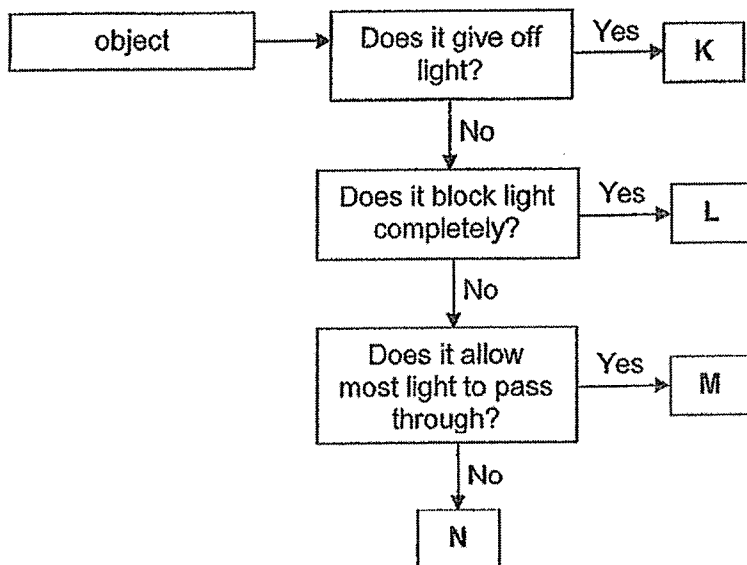 object
Does it give off
light?
Yes
K
No
Does it block light
completely?
Yes
L
No
Does it allow
most light to pass
through?
Yes
M
No
N